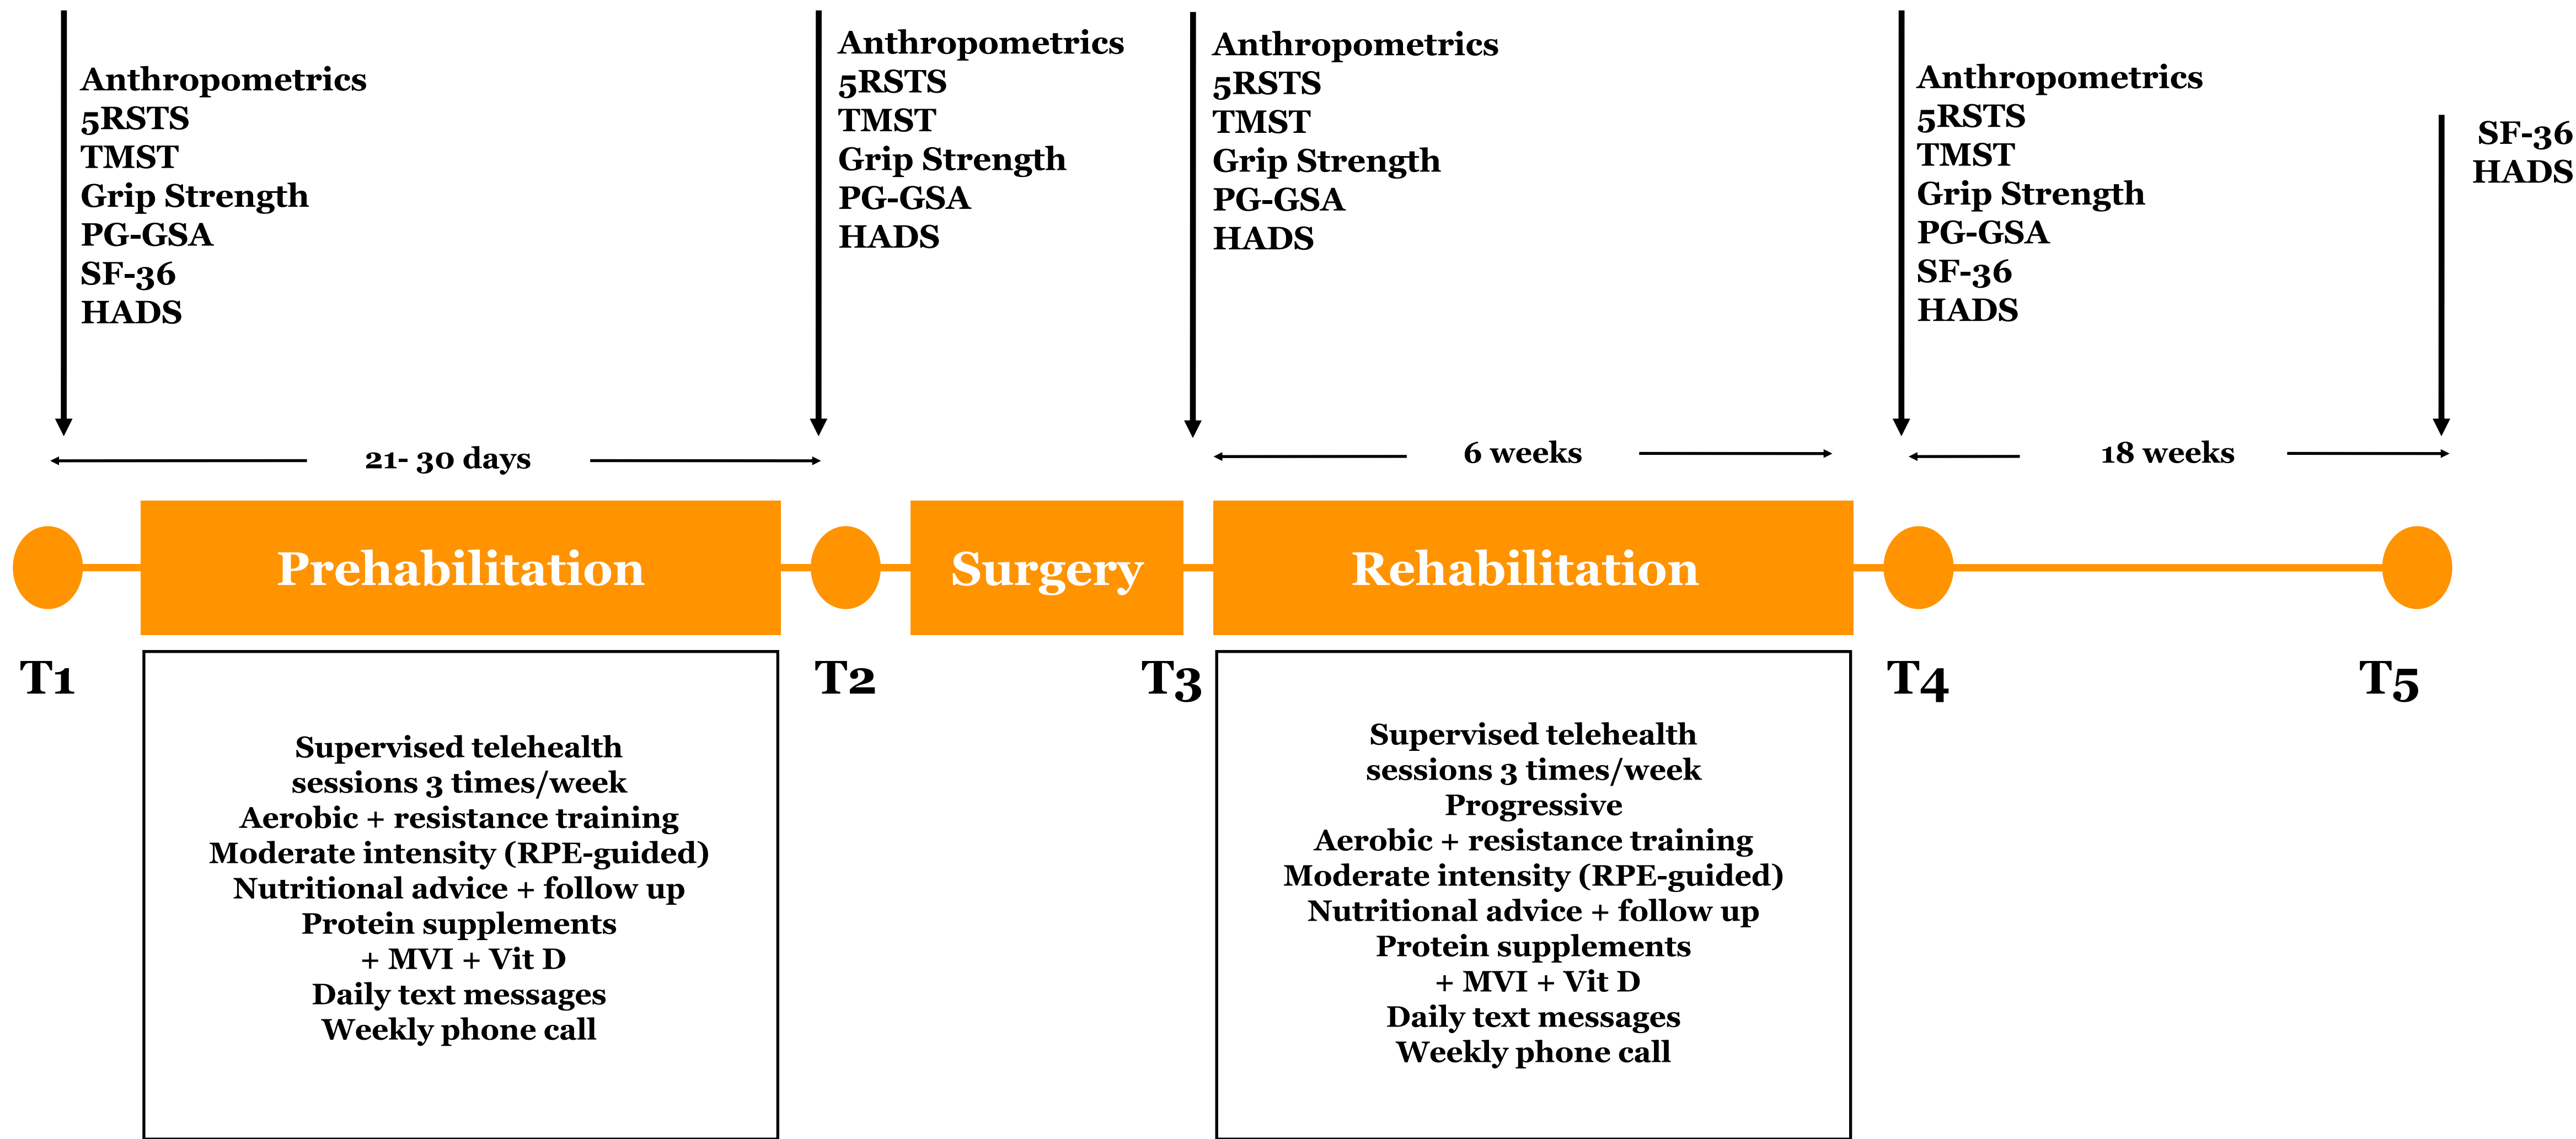 Anthropometrics
5RSTS
TMST
Grip Strength
PG-GSA
SF-36
HADS
Anthropometrics
5RSTS
TMST
Grip Strength
PG-GSA
HADS
Anthropometrics
5RSTS
TMST
Grip Strength
PG-GSA
HADS
Anthropometrics
5RSTS
TMST
Grip Strength
PG-GSA
SF-36
HADS
SF-36
HADS
21- 30 days
6 weeks
18 weeks
Prehabilitation
Surgery
Rehabilitation
T1
T2
T3
T4
T5
Supervised telehealth
sessions 3 times/week
Aerobic + resistance training
Moderate intensity (RPE-guided)
Nutritional advice + follow up
Protein supplements
+ MVI + Vit D
Daily text messages
Weekly phone call
Supervised telehealth
sessions 3 times/week
Progressive
Aerobic + resistance training
Moderate intensity (RPE-guided)
Nutritional advice + follow up
Protein supplements
+ MVI + Vit D
Daily text messages
Weekly phone call